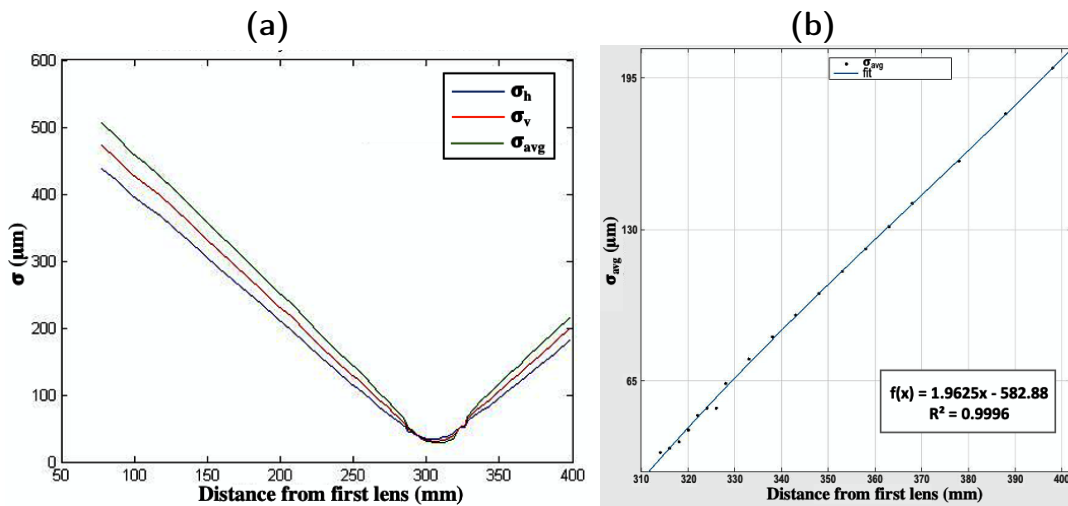 (a)
600
500
400
300
200
100
0
σ (μm)
50
100
150
200
250
300
350
400
Distance from first lens (mm)
σh
σv
σavg
(b)
195
130
65
σavg (μm)
310
320
330
340
350
360
370
380
390
400
Distance from first lens (mm)
σavg
fit
f(x) = 1.9625x - 582.88
R² = 0.9996